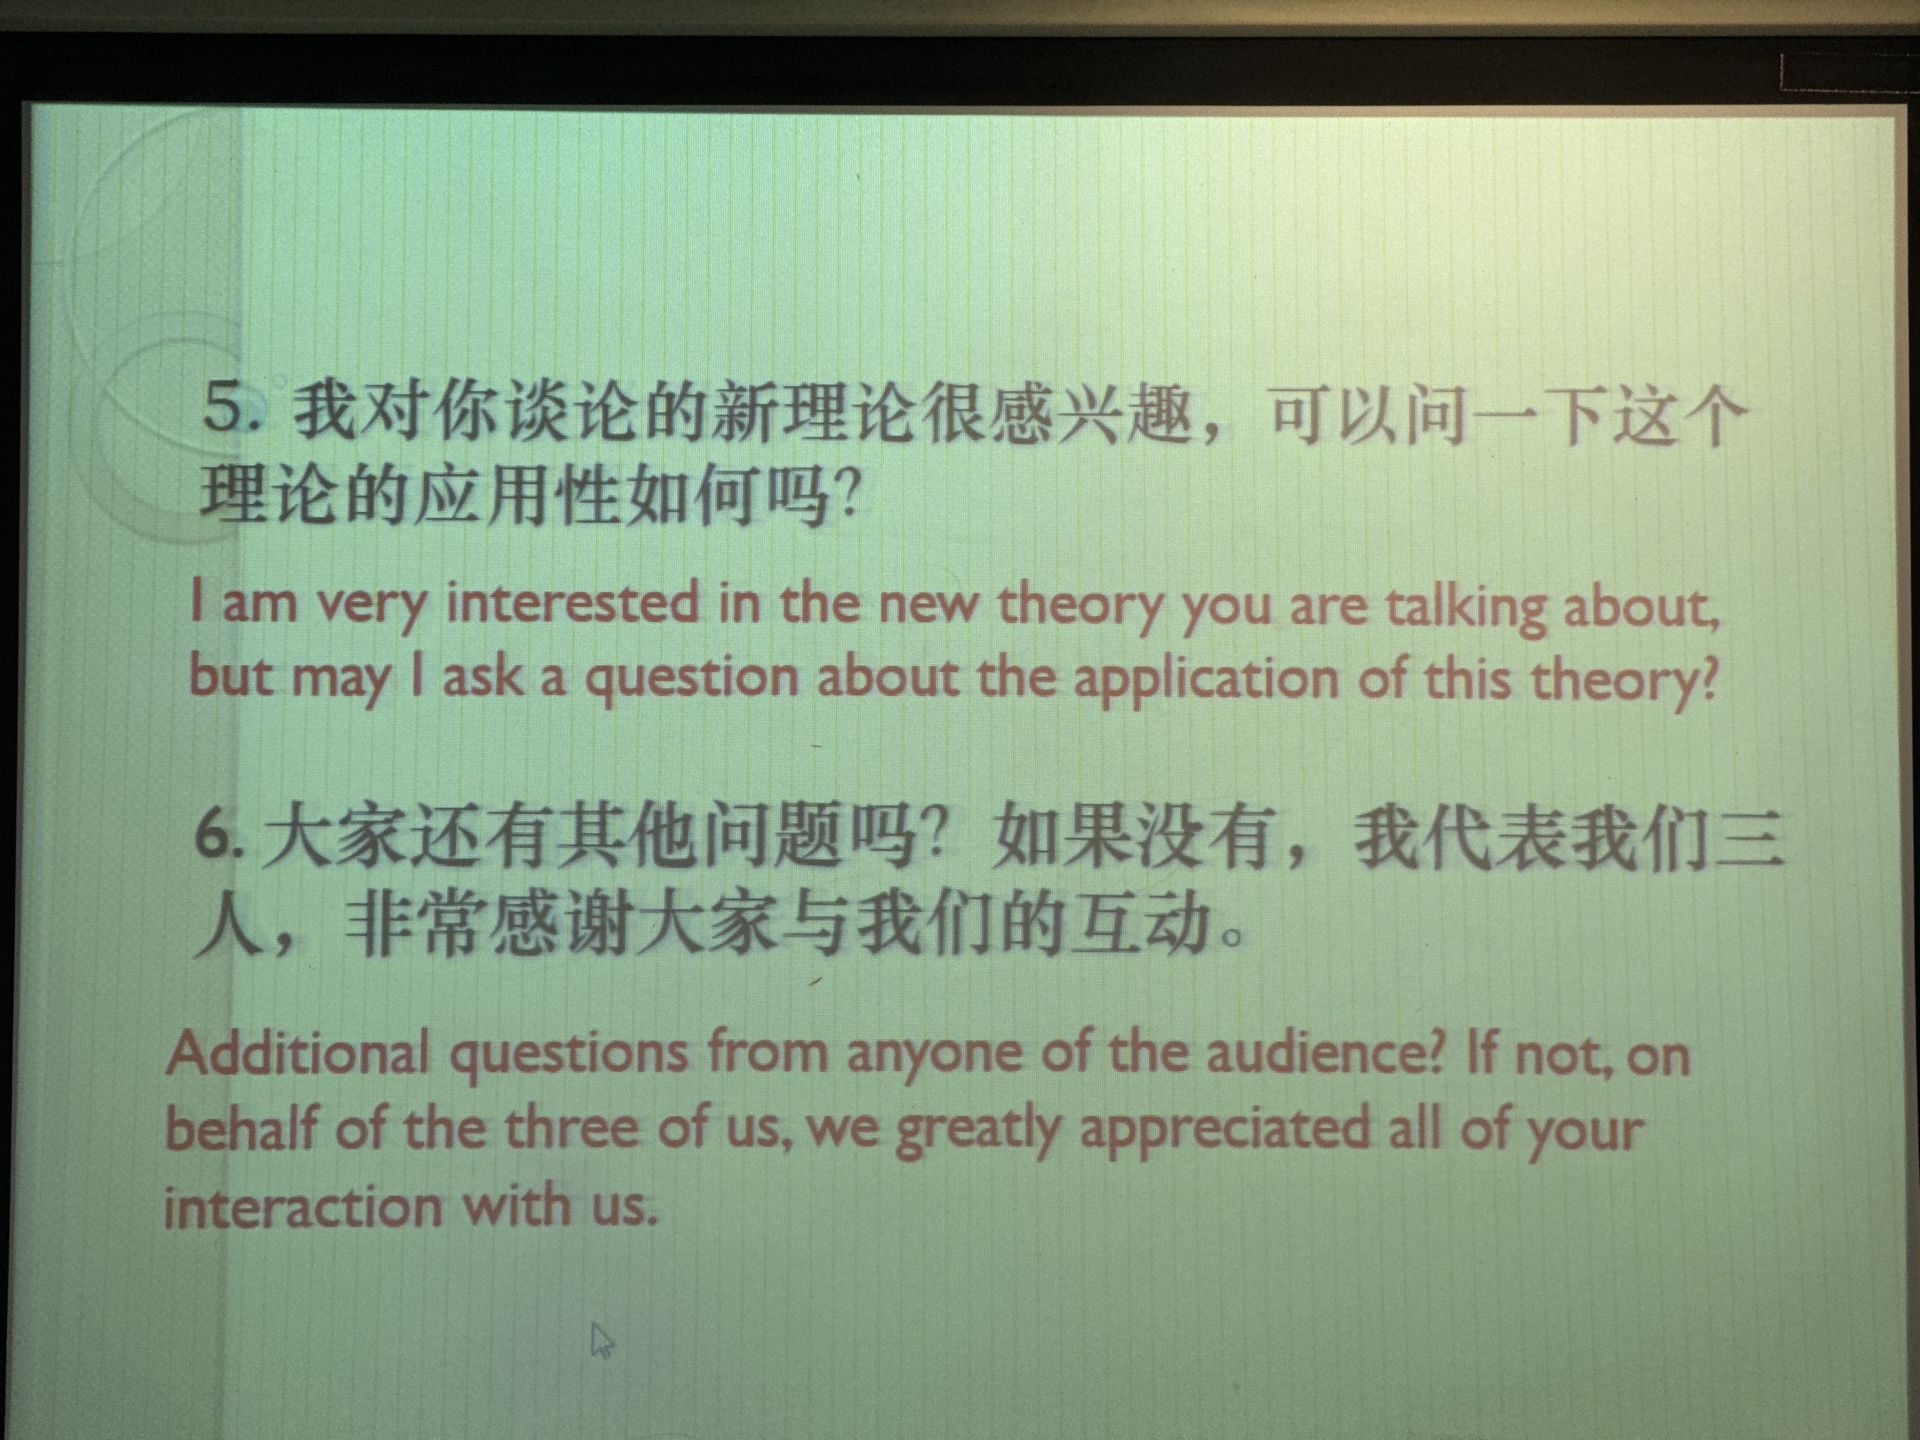 5. 我对你谈论的新理论很感兴趣，可以问一下这个
理论的应用性如何吗？
I am very interested in the new theory you are talking about,
but may I ask a question about the application of this theory?
6. 大家还有其他问题吗？如果没有，我代表我们三
人，非常感谢大家与我们的互动。
Additional questions from anyone of the audience? If not, on
behalf of the three of us, we greatly appreciated all of your
interaction with us.